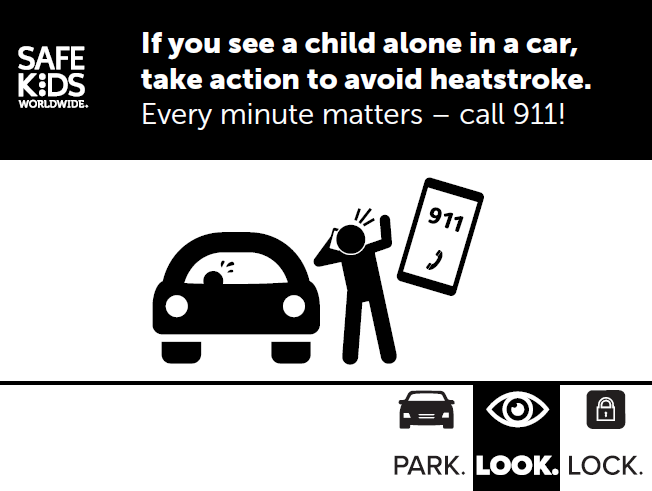 SAFE
KIDS
WORLDWIDE.
If you see a child alone in a car,
take action to avoid heatstroke.
Every minute matters – call 911!
911
PARK. LOOK. LOCK.